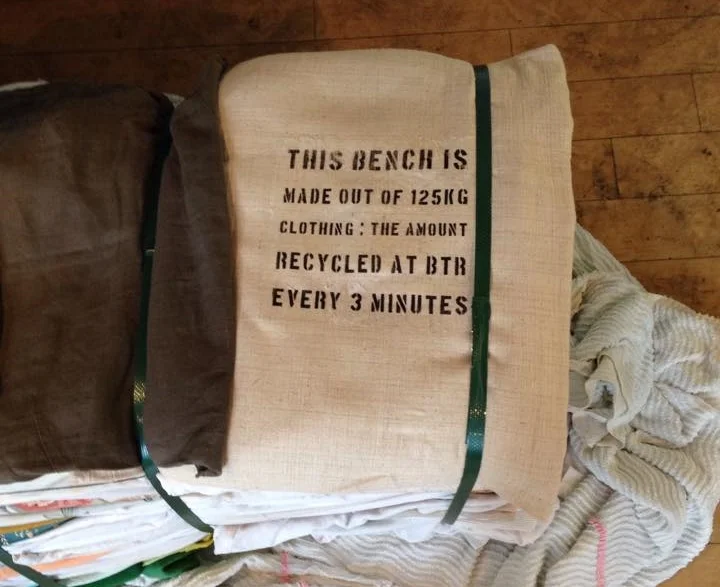 THIS BENCH IS
MADE OUT OF 125KG
CLOTHING : THE AMOUNT
RECYCLED AT BTR
EVERY 3 MINUTES